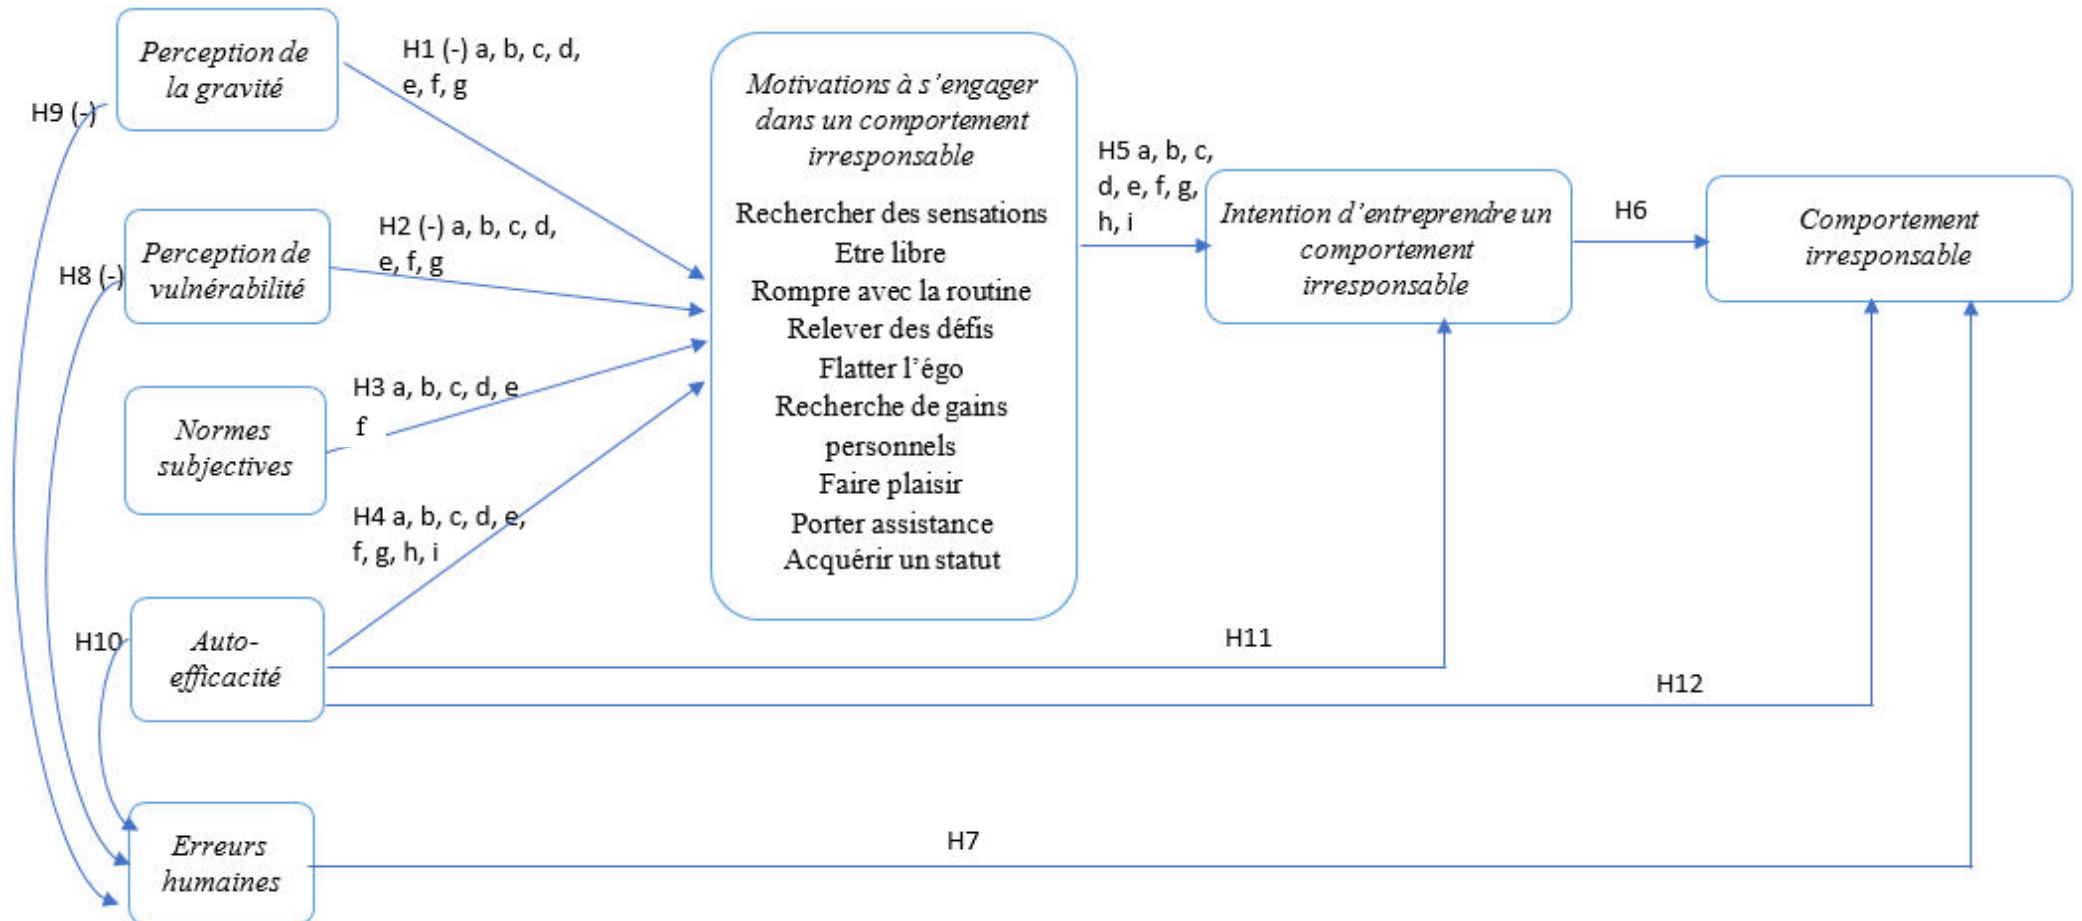 Perception de
la gravité
H1 (-) a, b, c, d,
e, f, g
H9 (-)
Perception de
vulnérabilité
H2 (-) a, b, c, d,
e, f, g
H8 (-)
Normes
subjectives
H3 a, b, c, d, e
f
H4 a, b, c, d, e,
f, g, h, i
Auto-
efficacité
H10
Erreurs
humaines
Motivations à s’engager
dans un comportement
irresponsable
Rechercher des sensations
Etre libre
Rompre avec la routine
Relever des défis
Flatter l’égo
Recherche de gains
personnels
Faire plaisir
Porter assistance
Acquérir un statut
H5 a, b, c,
d, e, f, g,
h, i
Intention d’entreprendre un
comportement
irresponsable
H6
Comportement
irresponsable
H11
H12
H7